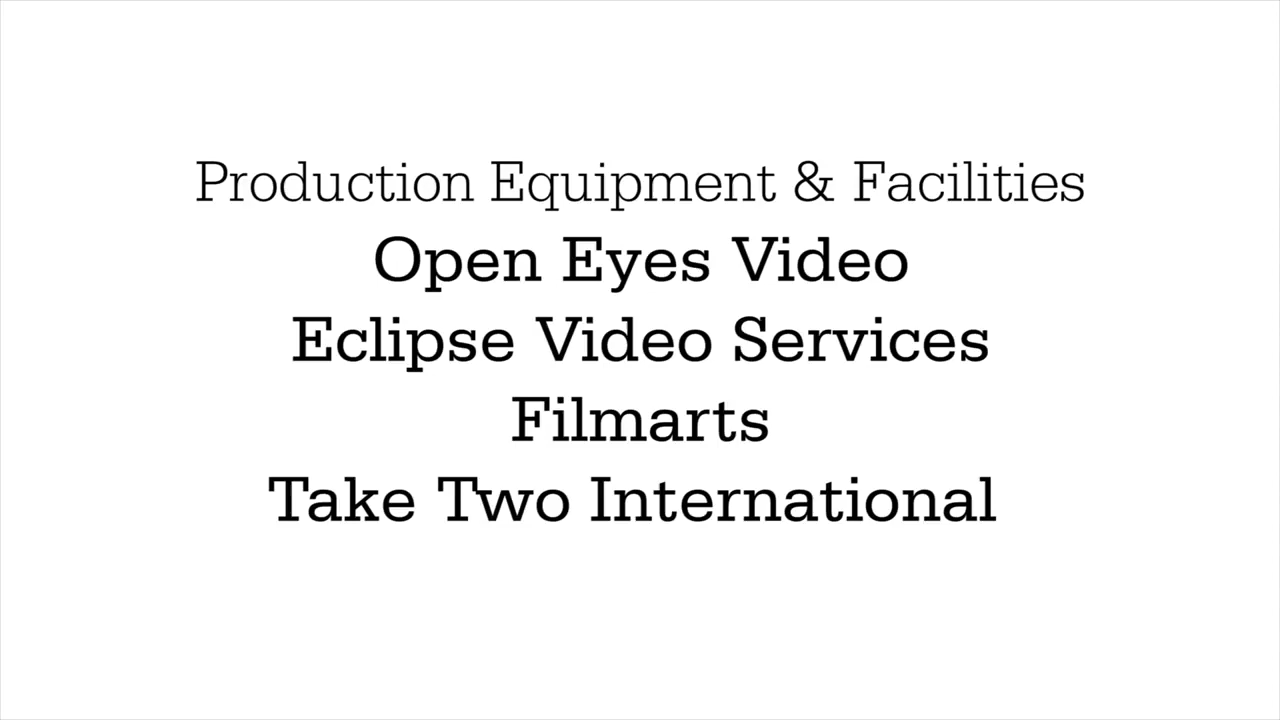 Production Equipment & Facilities
Open Eyes Video
Eclipse Video Services
Filmarts
Take Two International